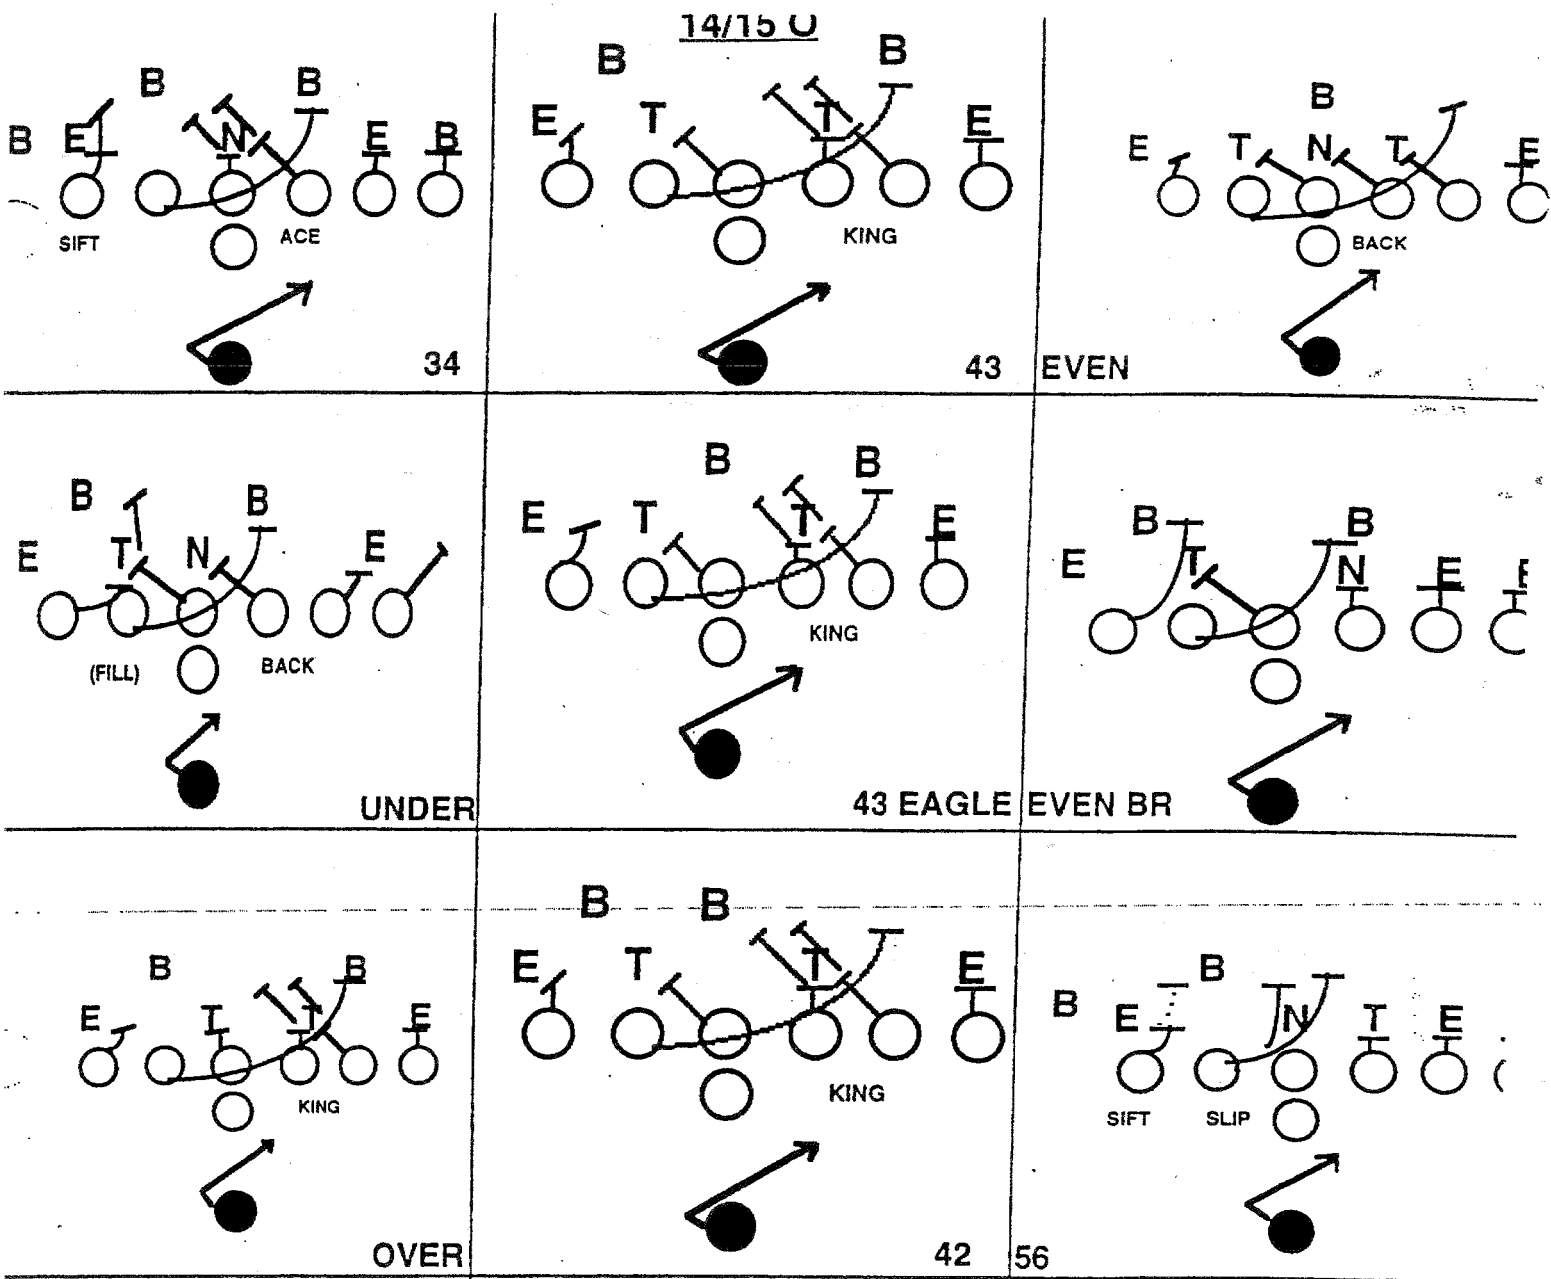 14/15 O
B B
B E N E B
SIFT ACE
34
B B
E T T E
KING
43
B
E T N T E
BACK
EVEN
B B
E T N E
(FILL) BACK
UNDER
B B
E T T E
KING
43 EAGLE
B B
E T N E E
EVEN BR
B B
E T T E
KING
OVER
B B
E T T E
KING
42
B
B E N T E
SIFT SLIP
56